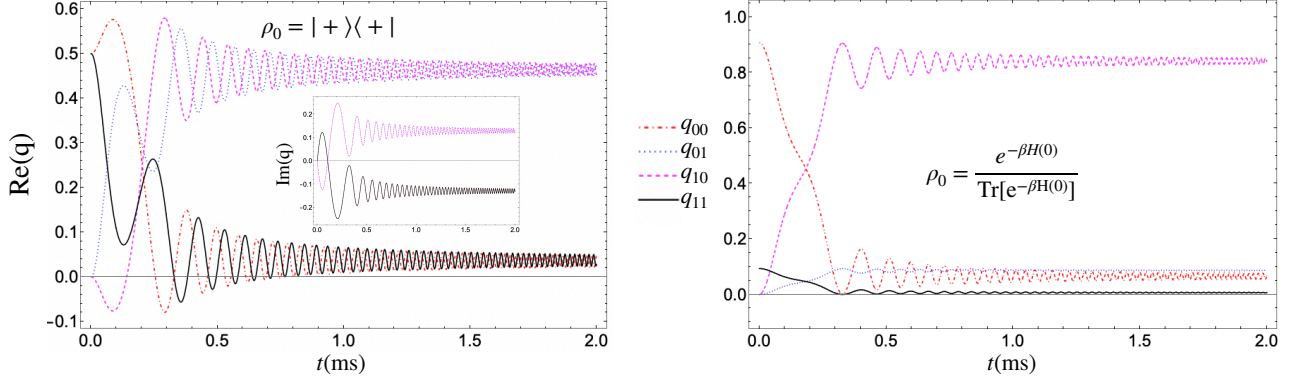 ρ₀ = | + ⟩⟨ + |
Re(q)
0.6
0.5
0.4
0.3
0.2
0.1
0.0
-0.1
0.0 0.5 1.0 1.5 2.0
t(ms)
Im(q)
0.2
0.1
0.0
-0.1
-0.2
0.0 0.5 1.0 1.5 2.0
q₀₀
q₀₁
q₁₀
q₁₁
1.0
0.8
0.6
0.4
0.2
0.0
ρ₀ = e^{-βH(0)} / Tr[e^{-βH(0)}]
0.0 0.5 1.0 1.5 2.0
t(ms)